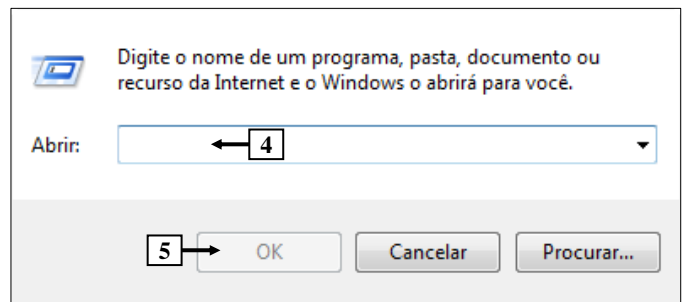 Digite o nome de um programa, pasta, documento ou
recurso da Internet e o Windows o abrirá para você.
Abrir:
4
5
OK
Cancelar
Procurar...